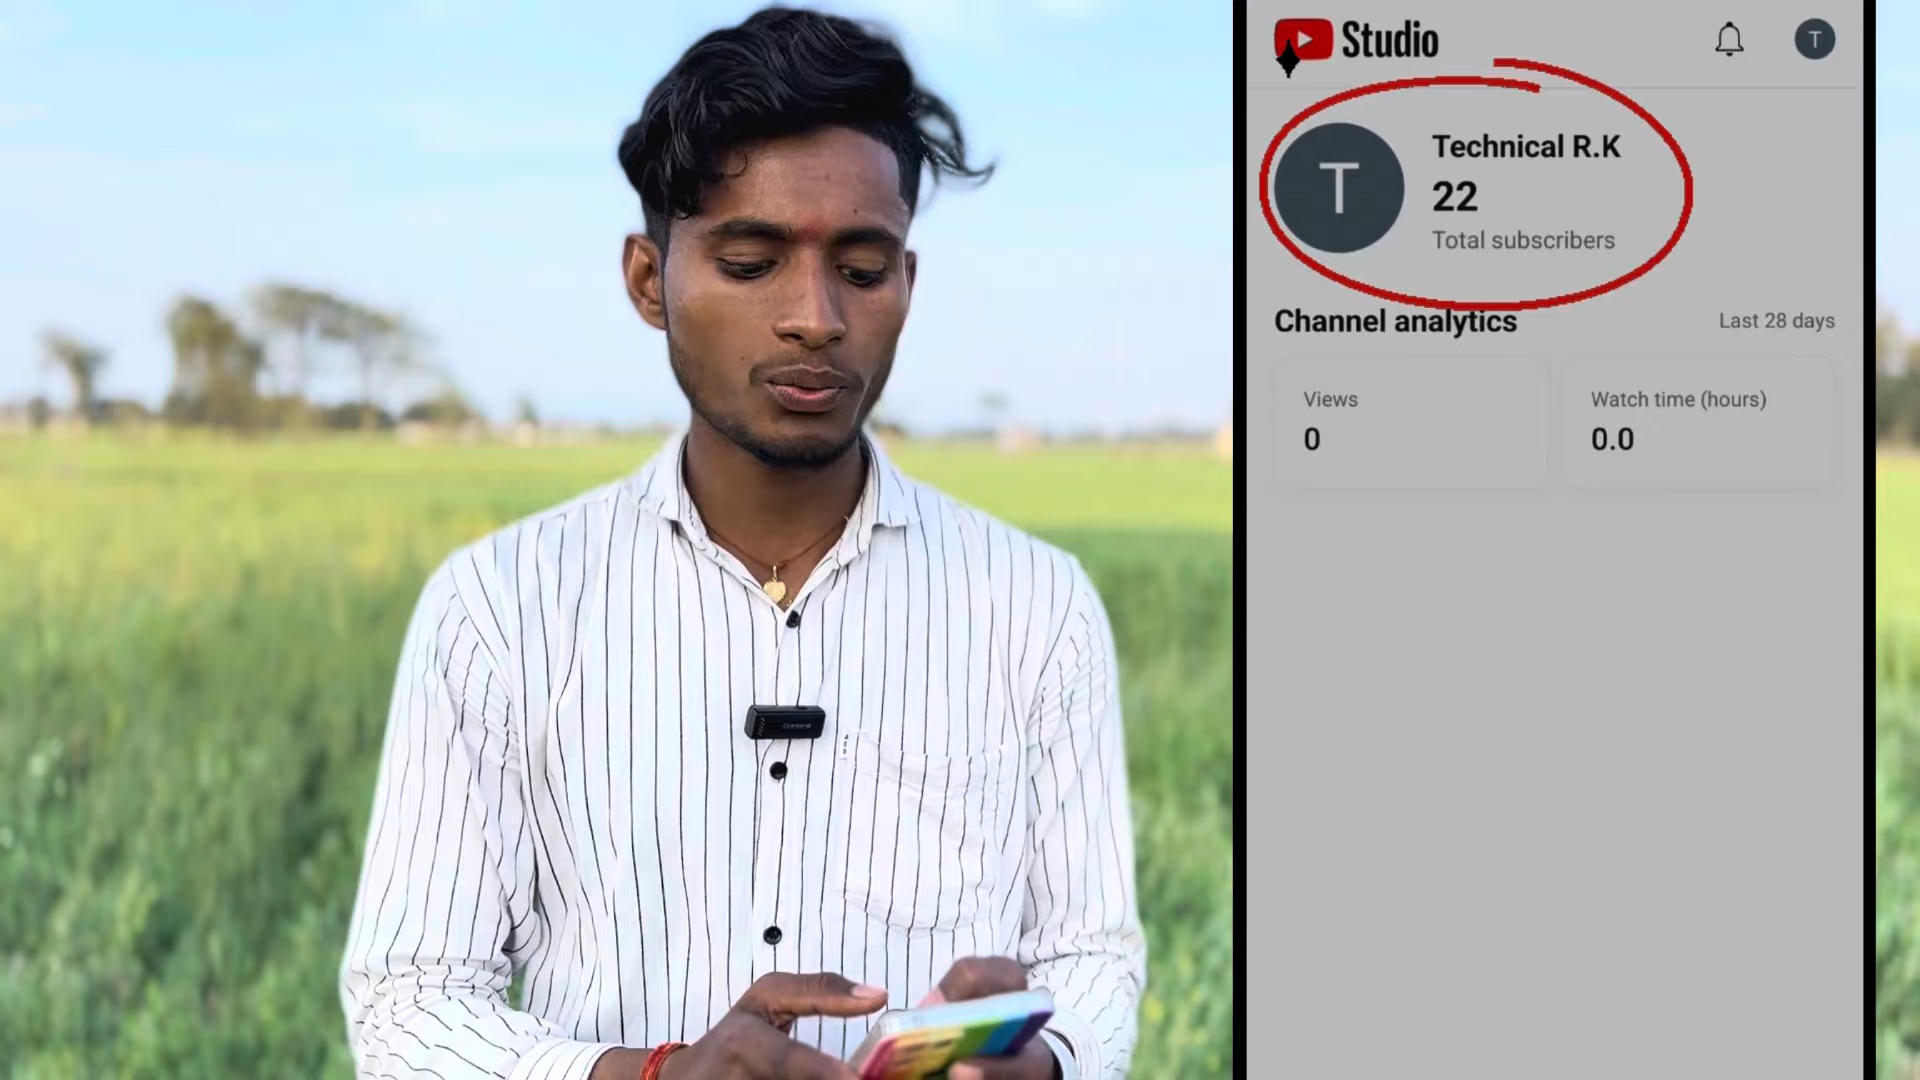 Studio
T
T
Technical R.K
22
Total subscribers
Channel analytics
Last 28 days
Views
0
Watch time (hours)
0.0